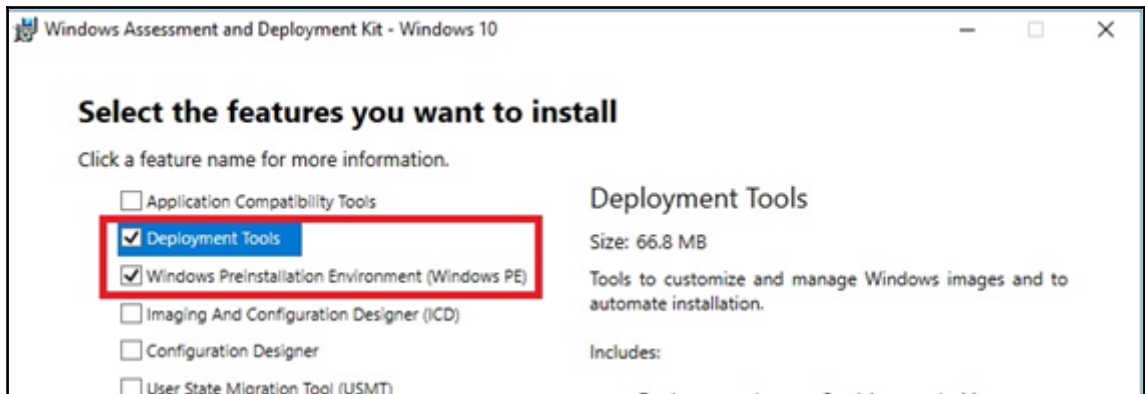 Windows Assessment and Deployment Kit - Windows 10
Select the features you want to install
Click a feature name for more information.
Application Compatibility Tools
Deployment Tools
Windows Preinstallation Environment (Windows PE)
Imaging And Configuration Designer (ICD)
Configuration Designer
User State Migration Tool (USMT)
Deployment Tools
Size: 66.8 MB
Tools to customize and manage Windows images and to
automate installation.
Includes: